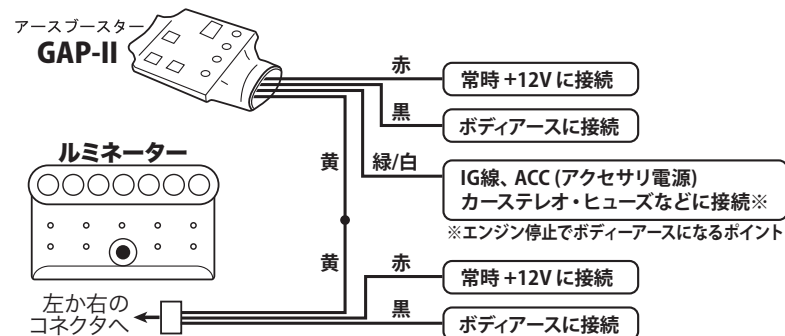 アースブースター
GAP-II
赤
常時 +12V に接続
黒
ボディアースに接続
ルミネーター
黄
緑/白
IG線、ACC (アクセサリ電源)
カーステレオ・ヒューズなどに接続※
※エンジン停止でボディーアースになるポイント
黄
赤
常時 +12V に接続
黒
ボディアースに接続
左か右の
コネクタへ